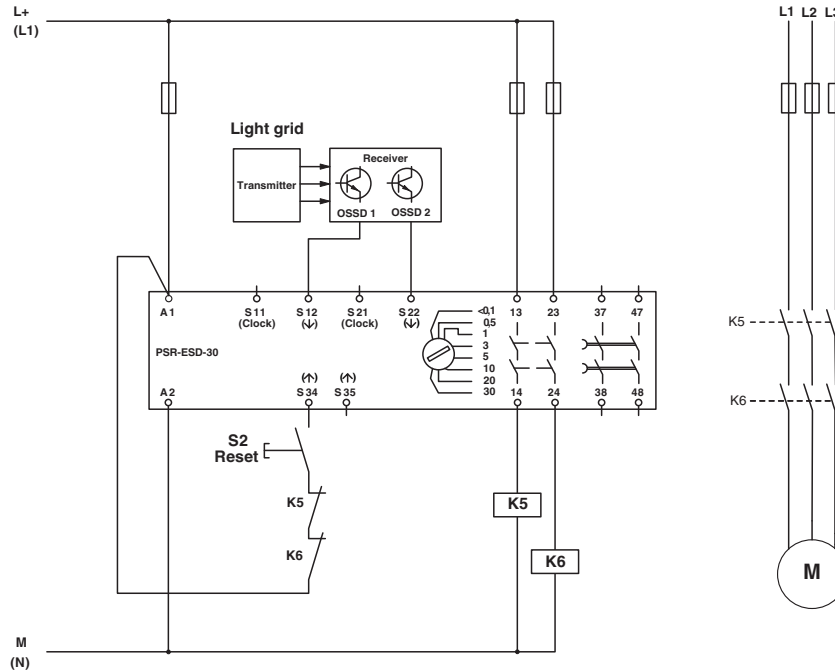 L+
(L1)
L1 L2 L3
Light grid
Transmitter
Receiver
OSSD 1 OSSD 2
A1 S11 S12 S21 S22 13 23 37 47
(Clock) (↓) (Clock) (↓)
<0,1
0,5
1
3
5
10
20
30
PSR-ESD-30
(↑) (↑)
A2 S34 S35 14 24 38 48
S2
Reset
K5
K6
K5
K6
K5
K6
M
M
(N)